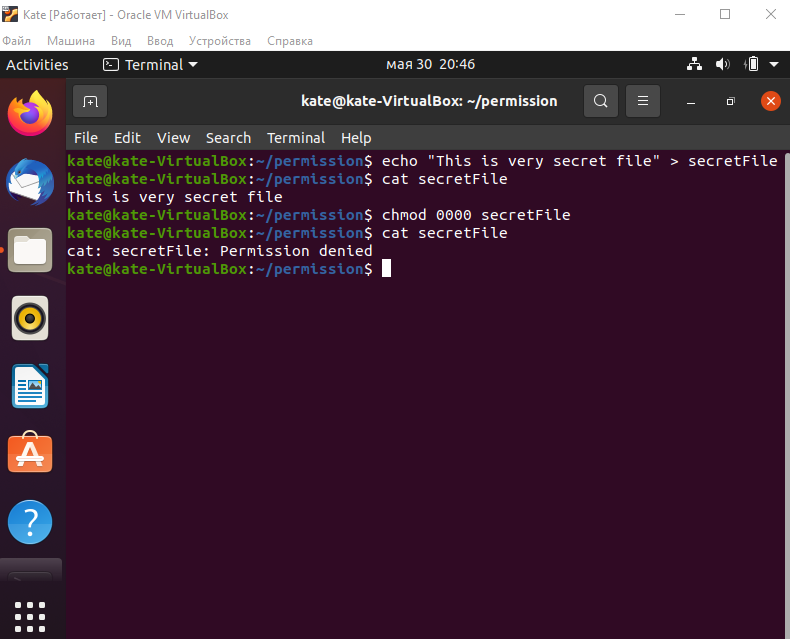 Kate [Работает] - Oracle VM VirtualBox
Файл Машина Вид Ввод Устройства Справка
Activities Terminal мая 30 20:46
kate@kate-VirtualBox: ~/permission
File Edit View Search Terminal Help
kate@kate-VirtualBox:~/permission$ echo "This is very secret file" > secretFile
kate@kate-VirtualBox:~/permission$ cat secretFile
This is very secret file
kate@kate-VirtualBox:~/permission$ chmod 0000 secretFile
kate@kate-VirtualBox:~/permission$ cat secretFile
cat: secretFile: Permission denied
kate@kate-VirtualBox:~/permission$